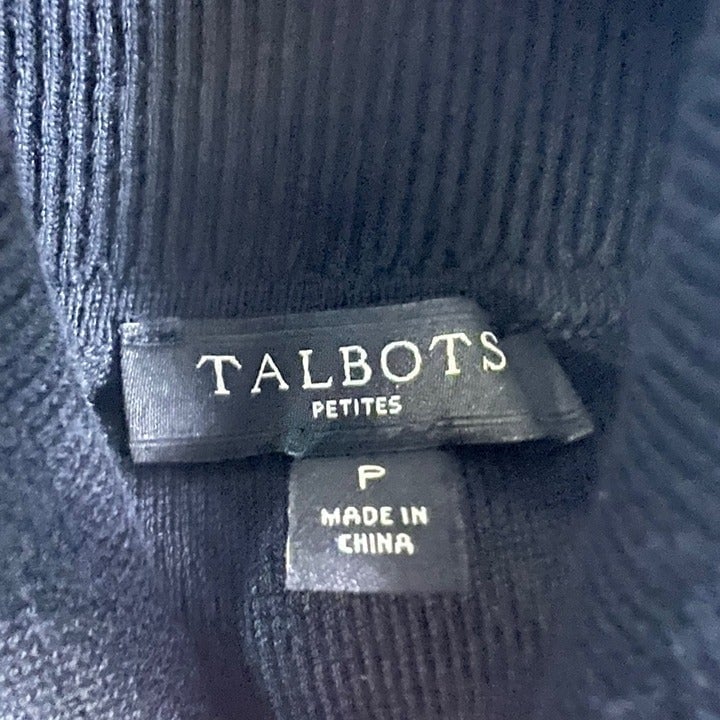 TALBOTS
PETITES
P
MADE IN
CHINA